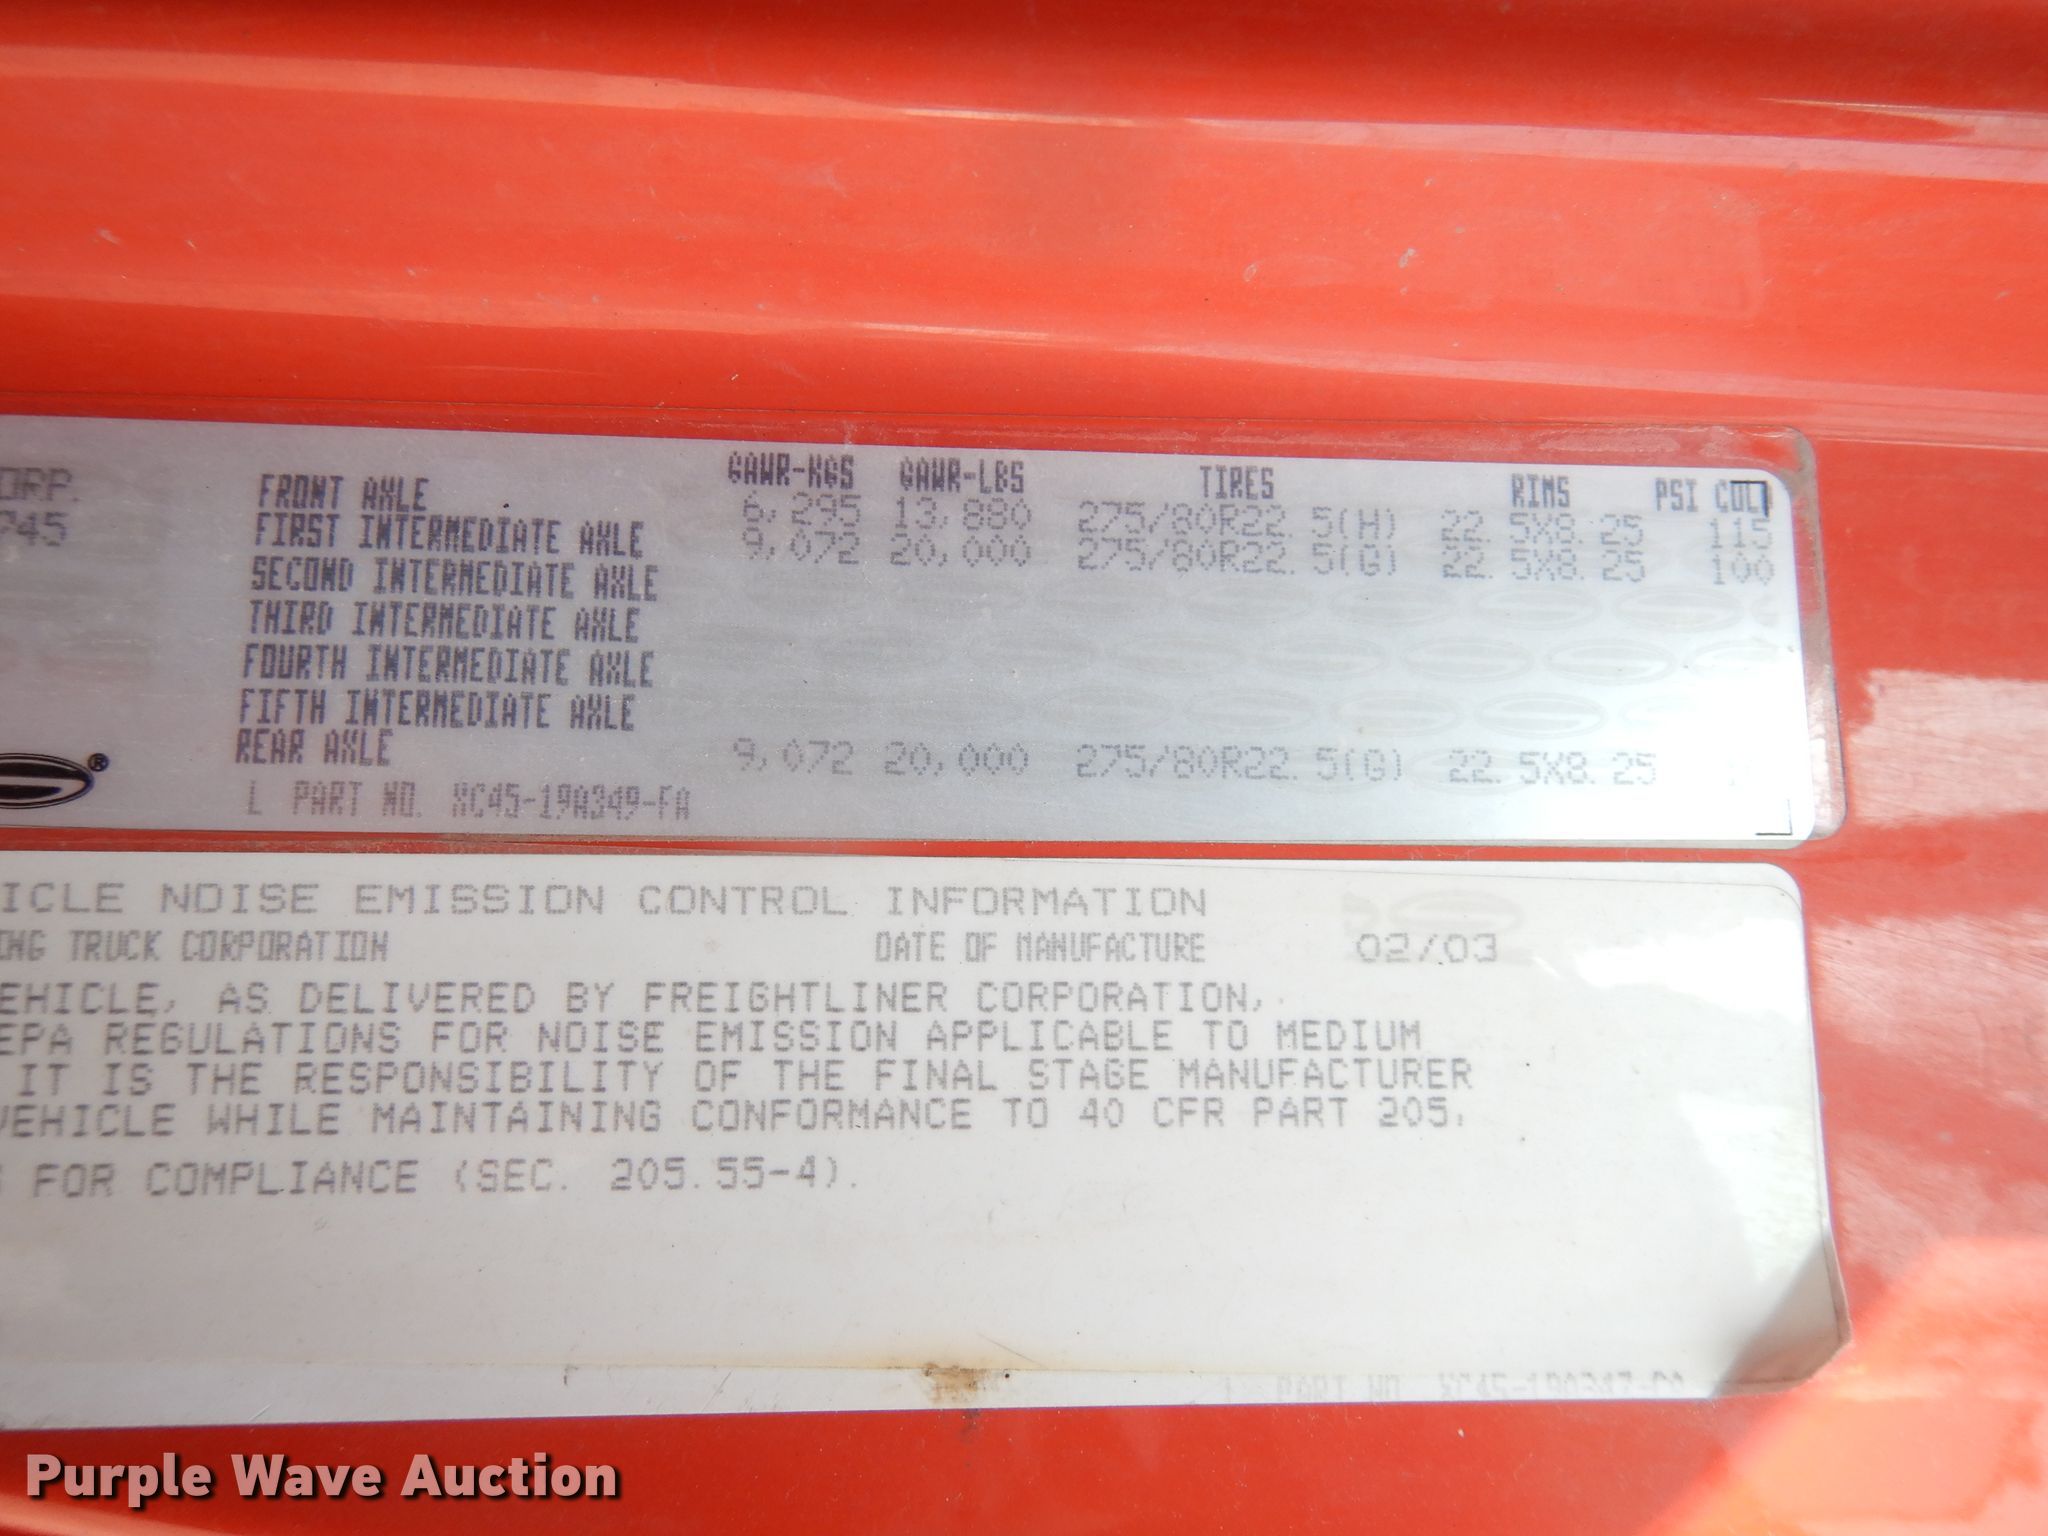 GAWR-KGS GAWR-LBS TIRES RIMS PSI COLD
ORP.
745
FRONT AXLE 6,295 13,880 275/80R22.5(H) 22.5X8.25 115
FIRST INTERMEDIATE AXLE 9,072 20,000 275/80R22.5(G) 22.5X8.25 100
SECOND INTERMEDIATE AXLE
THIRD INTERMEDIATE AXLE
FOURTH INTERMEDIATE AXLE
FIFTH INTERMEDIATE AXLE
REAR AXLE 9,072 20,000 275/80R22.5(G) 22.5X8.25
®
L PART NO. XC45-19A349-FA
ICLE NOISE EMISSION CONTROL INFORMATION
ING TRUCK CORPORATION DATE OF MANUFACTURE 02/03
EHICLE, AS DELIVERED BY FREIGHTLINER CORPORATION,
EPA REGULATIONS FOR NOISE EMISSION APPLICABLE TO MEDIUM
IT IS THE RESPONSIBILITY OF THE FINAL STAGE MANUFACTURER
VEHICLE WHILE MAINTAINING CONFORMANCE TO 40 CFR PART 205,
FOR COMPLIANCE (SEC. 205.55-4).
PART NO.
Purple Wave Auction